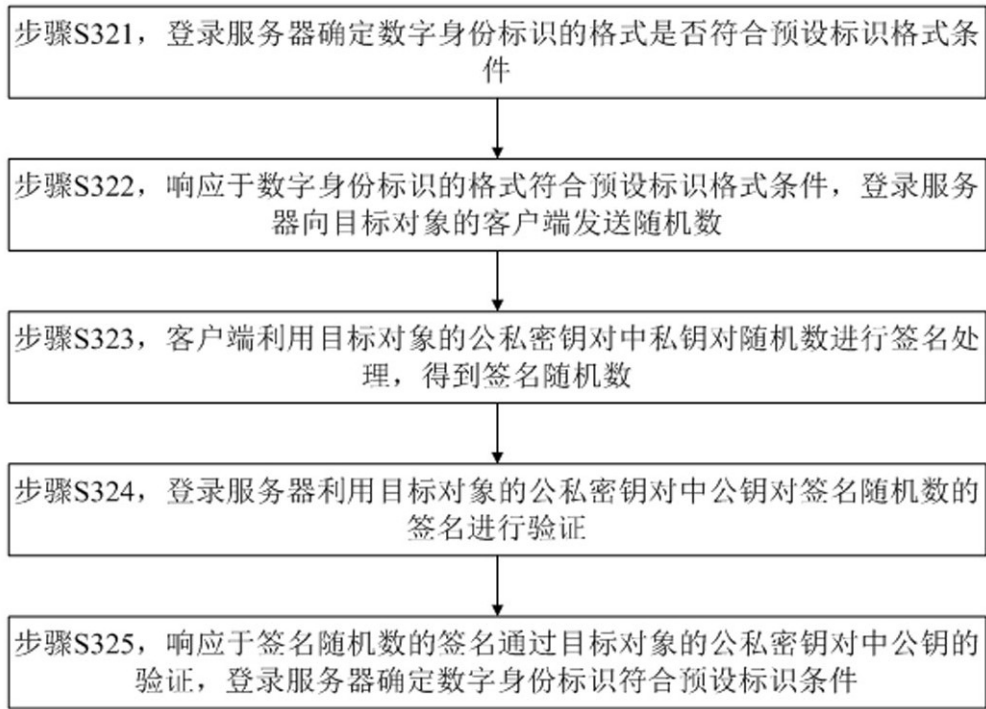 步骤S321，登录服务器确定数字身份标识的格式是否符合预设标识格式条
件
步骤S322，响应于数字身份标识的格式符合预设标识格式条件，登录服务
器向目标对象的客户端发送随机数
步骤S323，客户端利用目标对象的公私密钥对中私钥对随机数进行签名处
理，得到签名随机数
步骤S324，登录服务器利用目标对象的公私密钥对中公钥对签名随机数的
签名进行验证
步骤S325，响应于签名随机数的签名通过目标对象的公私密钥对中公钥的
验证，登录服务器确定数字身份标识符合预设标识条件